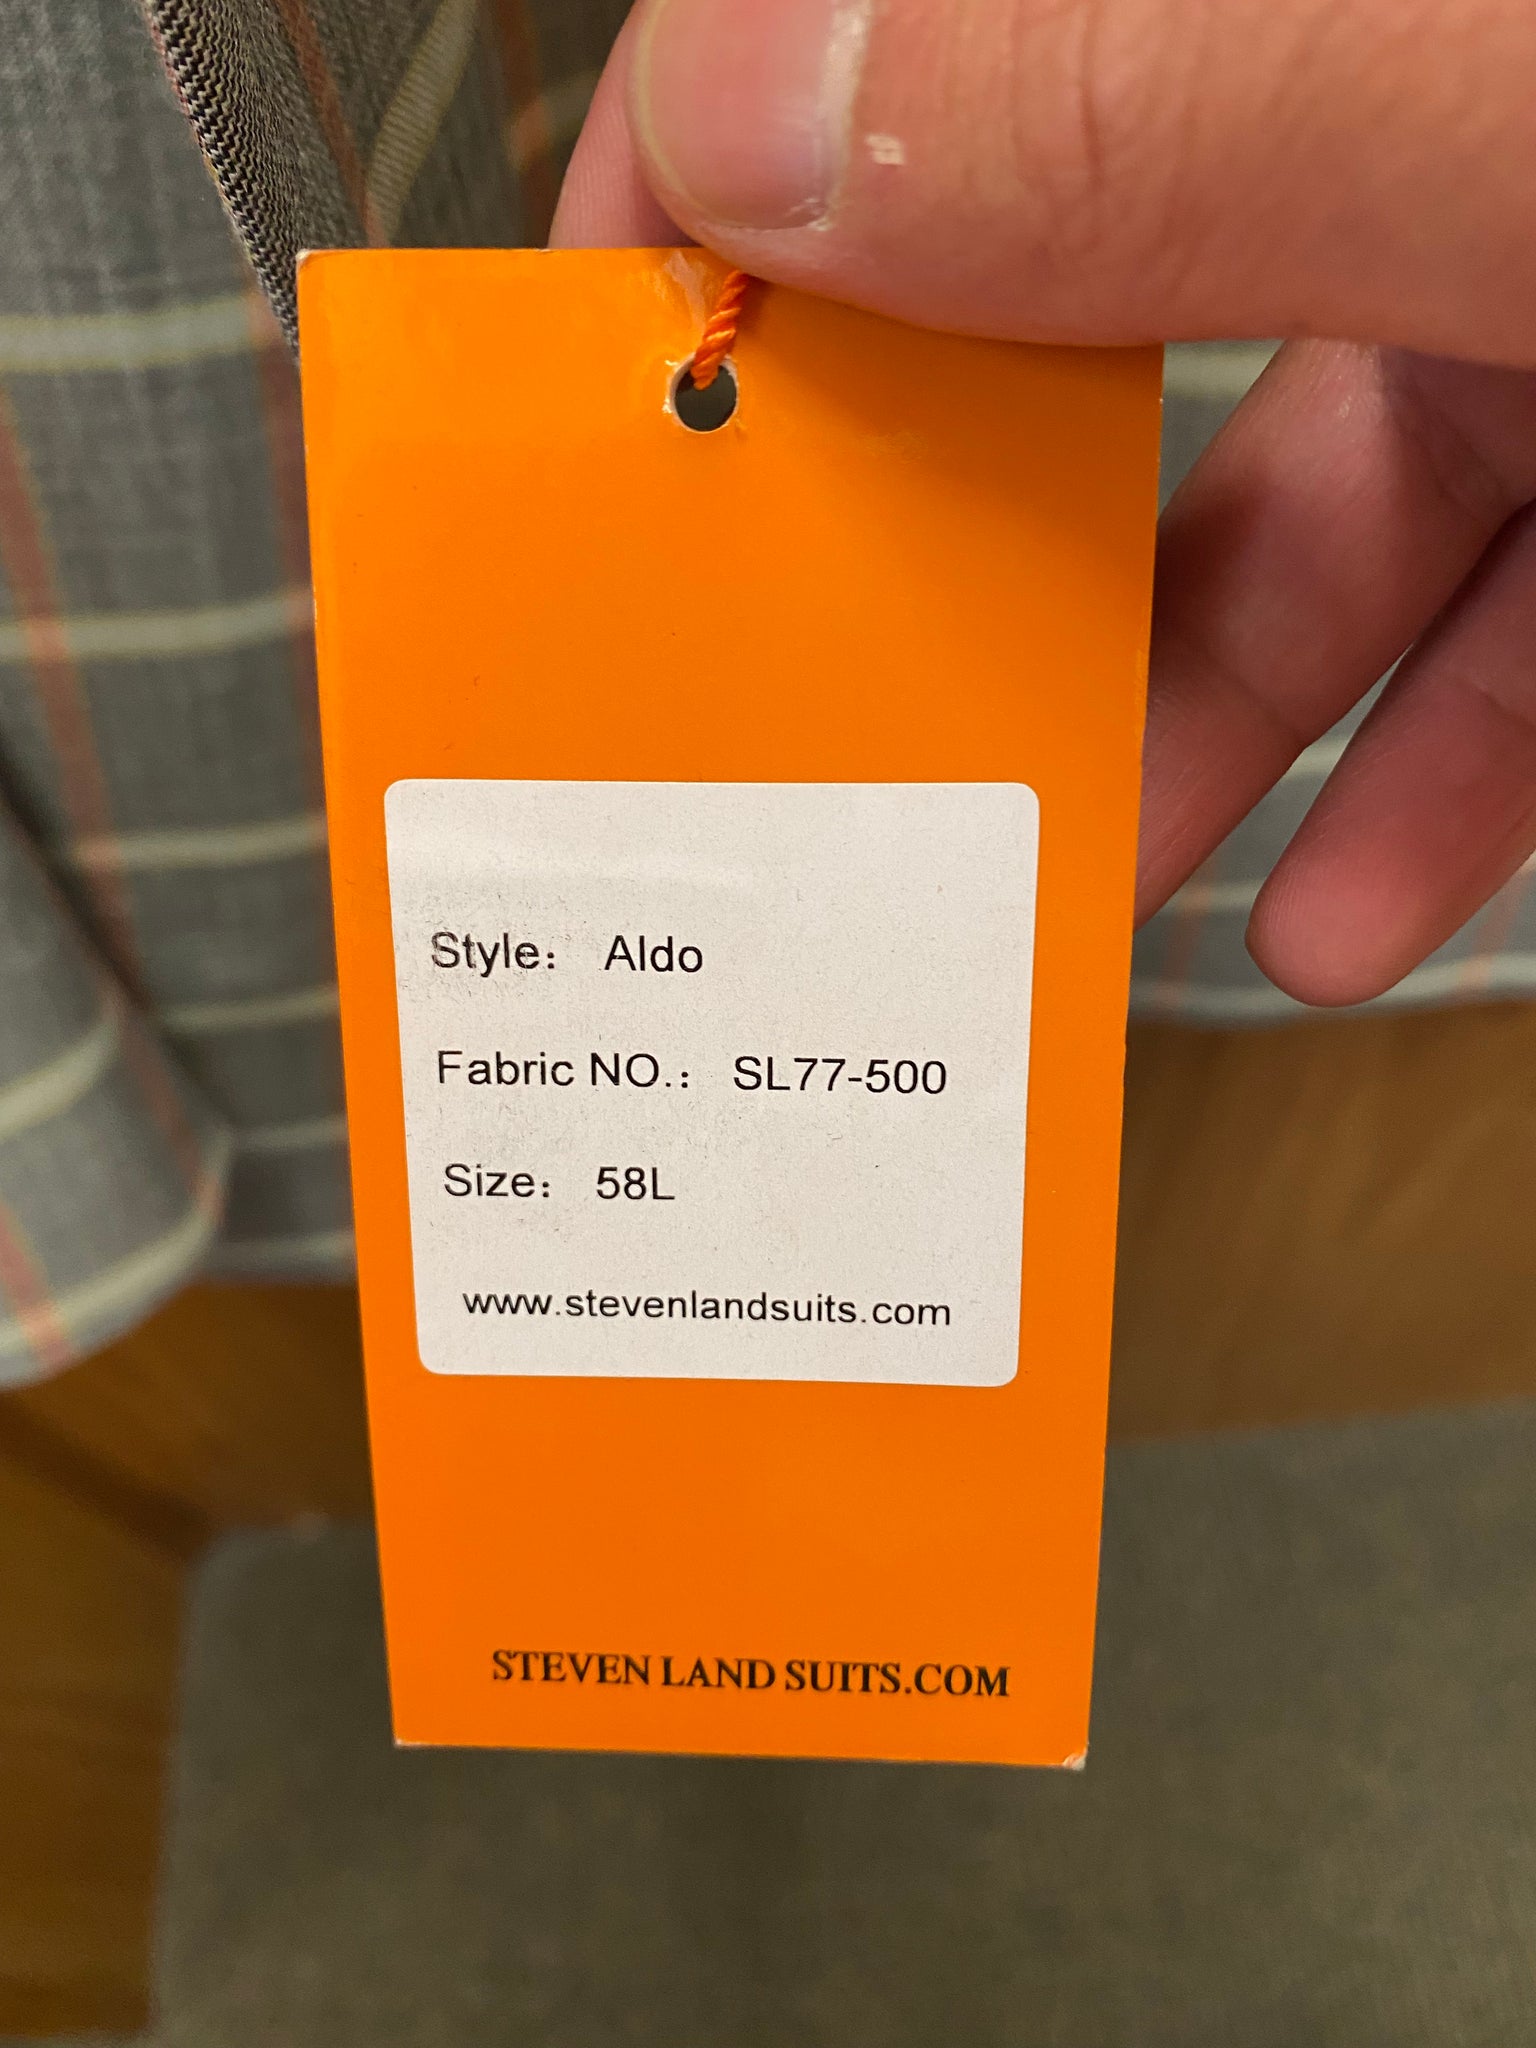 Style: Aldo
Fabric NO.: SL77-500
Size: 58L
www.stevenlandsuits.com
STEVEN LAND SUITS.COM